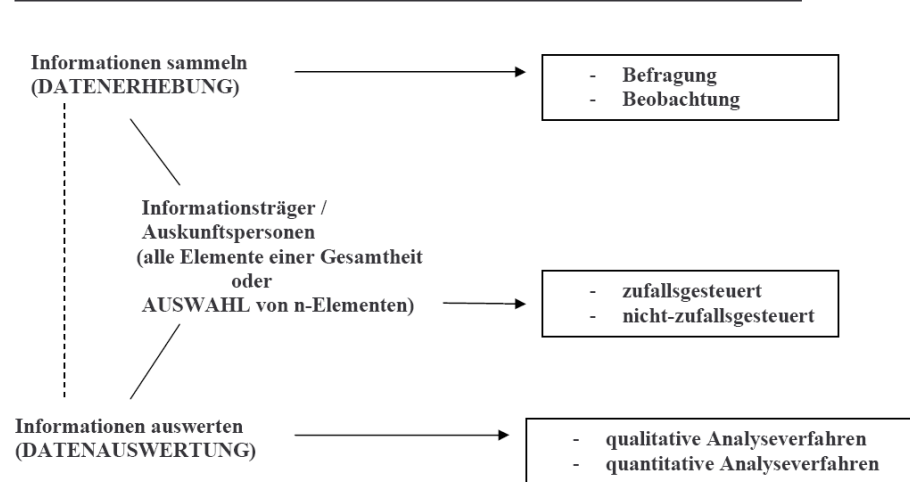 Informationen sammeln
(DATENERHEBUNG)
- Befragung
- Beobachtung
Informationsträger /
Auskunftspersonen
(alle Elemente einer Gesamtheit
oder
AUSWAHL von n-Elementen)
- zufallsgesteuert
- nicht-zufallsgesteuert
Informationen auswerten
(DATENAUSWERTUNG)
- qualitative Analyseverfahren
- quantitative Analyseverfahren